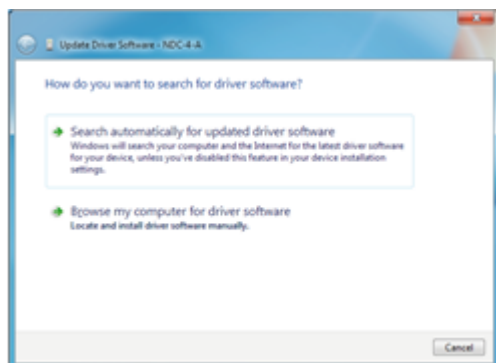 Update Driver Software - NDC-4-A
How do you want to search for driver software?
Search automatically for updated driver software
Windows will search your computer and the Internet for the latest driver software
for your device, unless you've disabled this feature in your device installation
settings.
Browse my computer for driver software
Locate and install driver software manually.
Cancel